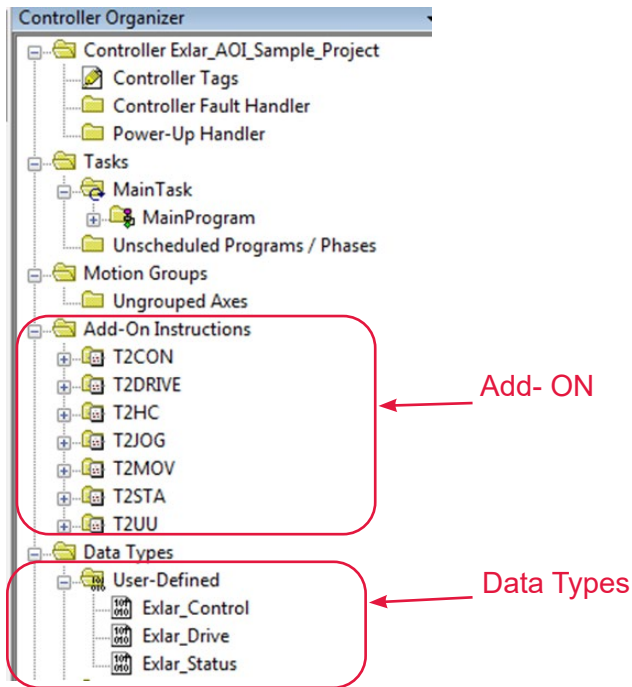 Controller Organizer
Controller Exlar_AOI_Sample_Project
Controller Tags
Controller Fault Handler
Power-Up Handler
Tasks
MainTask
MainProgram
Unscheduled Programs / Phases
Motion Groups
Ungrouped Axes
Add-On Instructions
T2CON
T2DRIVE
T2HC
T2JOG
T2MOV
T2STA
T2UU
Add- ON
Data Types
User-Defined
Exlar_Control
Exlar_Drive
Exlar_Status
Data Types